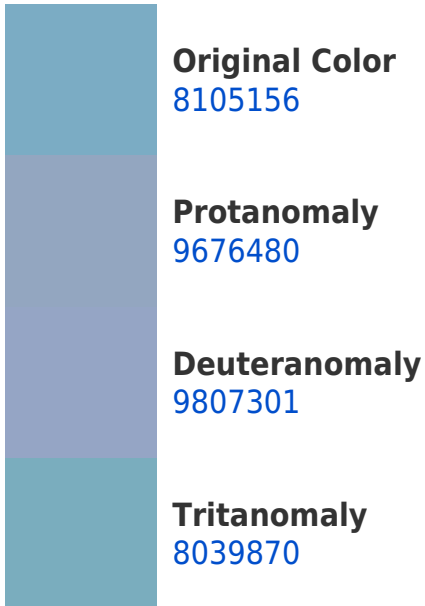 Original Color
8105156
Protanomaly
9676480
Deuteranomaly
9807301
Tritanomaly
8039870